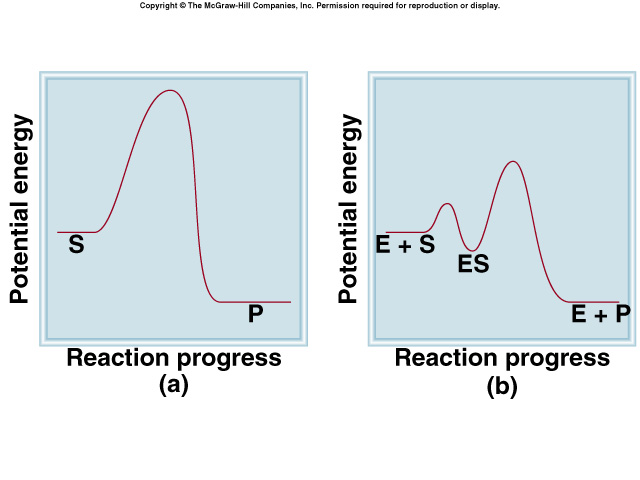 Copyright © The McGraw-Hill Companies, Inc. Permission required for reproduction or display.
Potential energy
S
P
Reaction progress
(a)
Potential energy
E + S
ES
E + P
Reaction progress
(b)